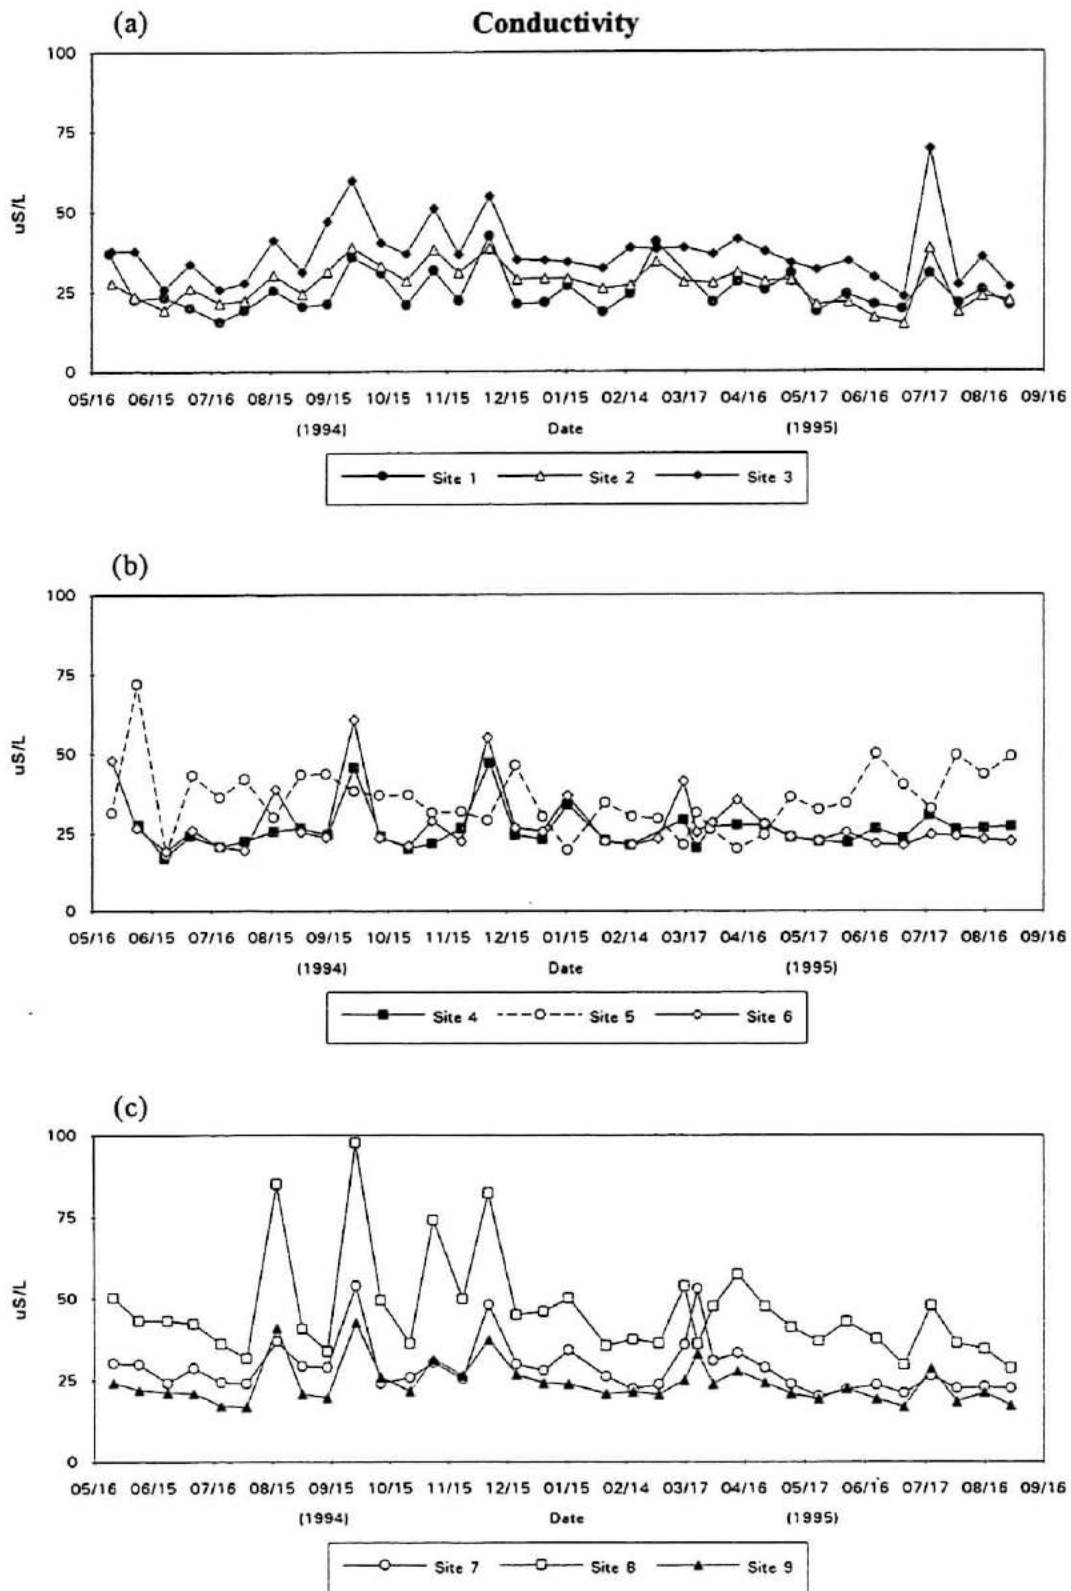 (a) Conductivity
100
75
50
25
0
uS/L
05/16 06/15 07/16 08/15 09/15 10/15 11/15 12/15 01/15 02/14 03/17 04/16 05/17 06/16 07/17 08/16 09/16
(1994) Date (1995)
Site 1 Site 2 Site 3
(b)
100
75
50
25
0
uS/L
05/16 06/15 07/16 08/15 09/15 10/15 11/15 12/15 01/15 02/14 03/17 04/16 05/17 06/16 07/17 08/16 09/16
(1994) Date (1995)
Site 4 Site 5 Site 6
(c)
100
75
50
25
0
uS/L
05/16 06/15 07/16 08/15 09/15 10/15 11/15 12/15 01/15 02/14 03/17 04/16 05/17 06/16 07/17 08/16 09/16
(1994) Date (1995)
Site 7 Site 8 Site 9